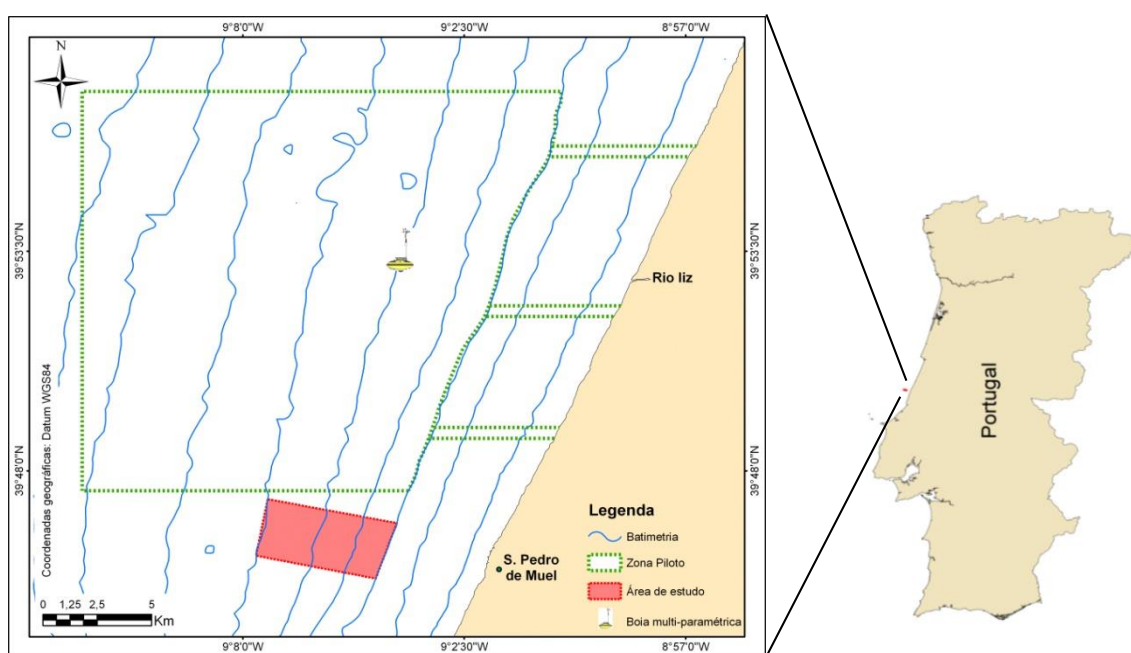 9°8'0"W
9°2'30"W
8°57'0"W
N
39°53'30"N
39°53'30"N
Rio liz
Portugal
Coordenadas geográficas: Datum WGS84
39°48'0"N
39°48'0"N
Legenda
Batimetria
Zona Piloto
S. Pedro
de Muel
Área de estudo
Boia multi-paramétrica
0 1,25 2,5 5
Km
9°8'0"W
9°2'30"W
8°57'0"W